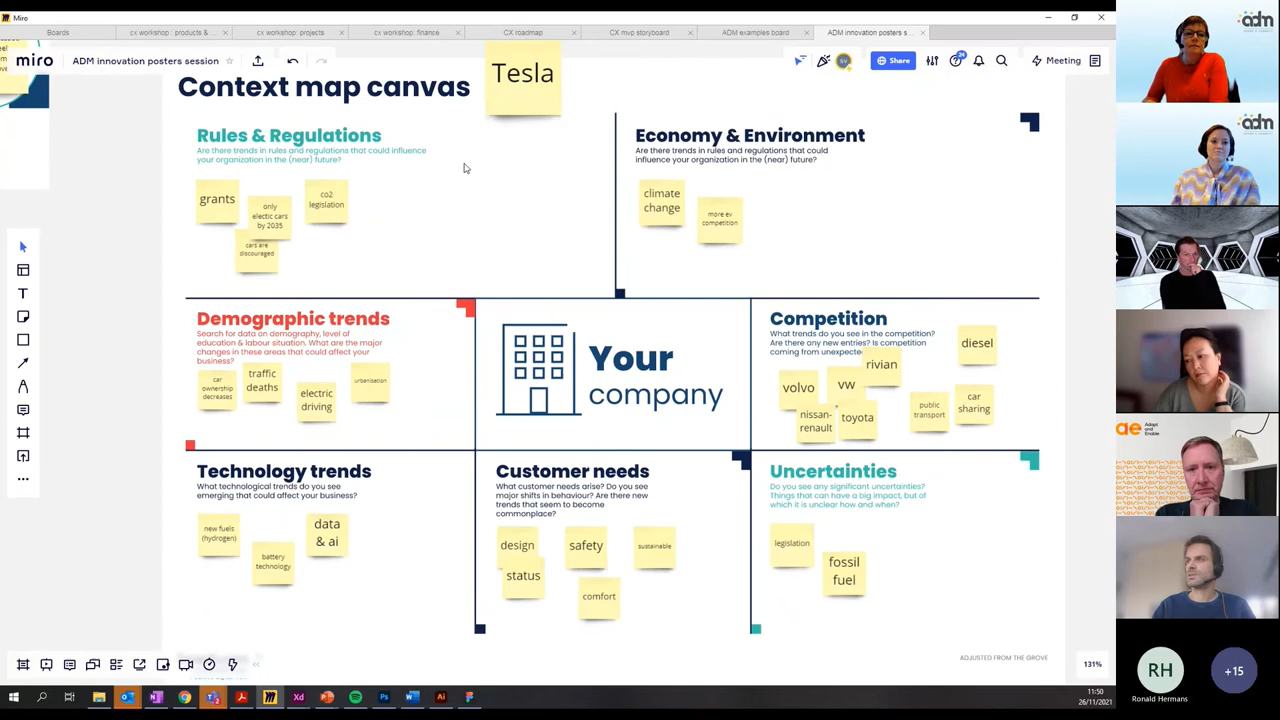 Miro
Boards
cx workshop : products & ...
cx workshop: projects
cx workshop: finance
CX roadmap
CX mvp storyboard
ADM examples board
ADM innovation posters s...
miro
ADM innovation posters session
Share
Meeting
Tesla
Context map canvas
Rules & Regulations
Are there trends in rules and regulations that could influence
your organization in the (near) future?
grants
only
electic cars
by 2035
co2
legislation
cars are
discouraged
Economy & Environment
Are there trends in rules and regulations that could
influence your organization in the (near) future?
climate
change
more ev
competition
Demographic trends
Search for data on demography, level of
education & labour situation. What are the major
changes in these areas that could affect your
business?
car
ownership
decreases
traffic
deaths
electric
driving
urbanisation
Your
company
Competition
What trends do you see in the competition?
Are there any new entries? Is competition
coming from unexpected
diesel
rivian
volvo
vw
nissan-
renault
toyota
public
transport
car
sharing
Technology trends
What technological trends do you see
emerging that could affect your business?
new fuels
(hydrogen)
battery
technology
data
& ai
Customer needs
What customer needs arise? Do you see
major shifts in behaviour? Are there new
trends that seem to become
commonplace?
design
status
safety
comfort
sustainable
Uncertainties
Do you see any significant uncertainties?
Things that can have a big impact, but of
which it is unclear how and when?
legislation
fossil
fuel
ADJUSTED FROM THE GROVE
131%
11:50
26/11/2021
adm
adm
ae Adapt and
Enable
adm
RH
Ronald Hermans
+15